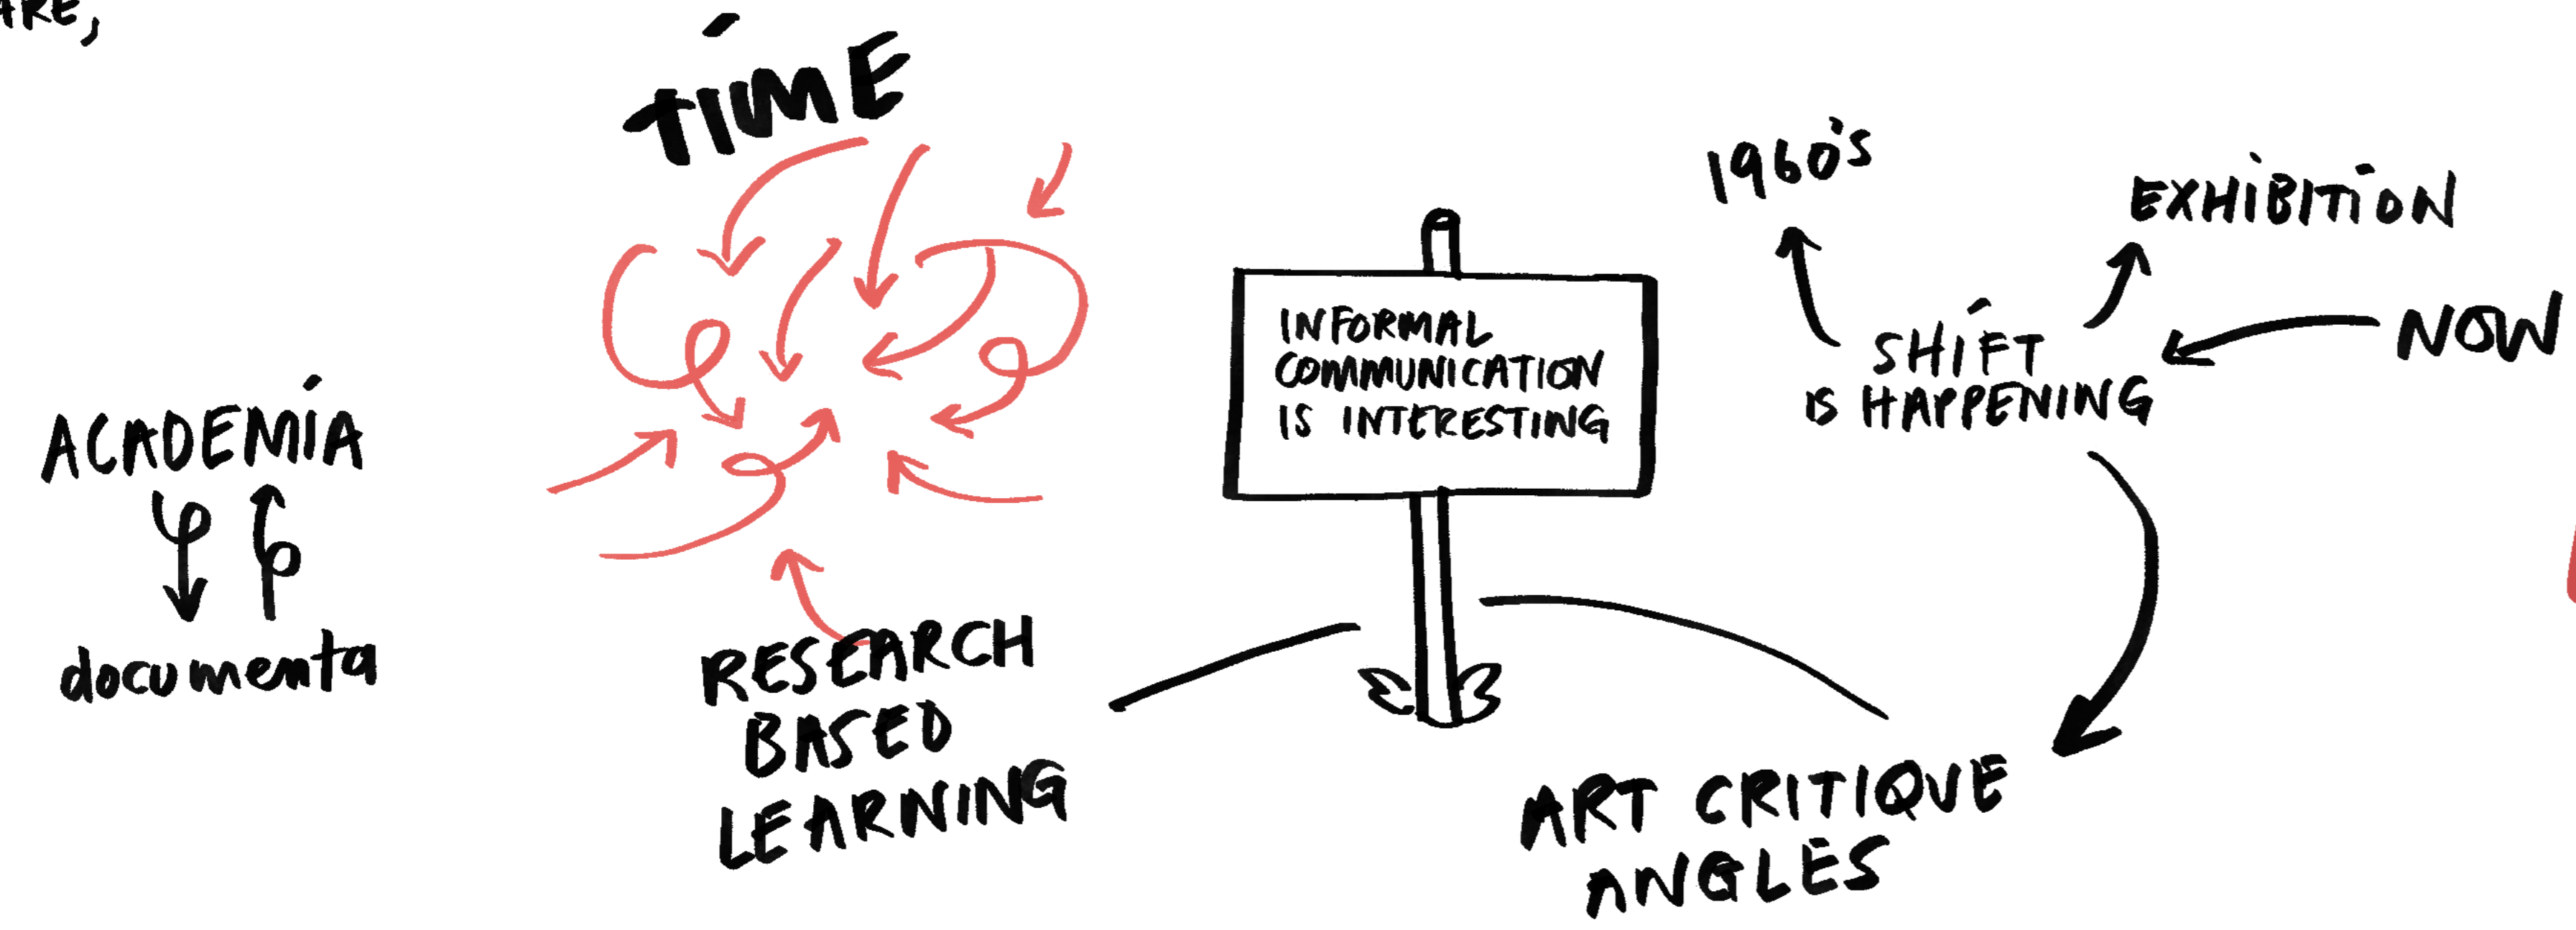 TIME
ACADEMIA
documenta
RESEARCH
BASED
LEARNING
INFORMAL
COMMUNICATION
IS INTERESTING
1960's
EXHIBITION
NOW
SHIFT
IS HAPPENING
ART CRITIQUE
ANGLES